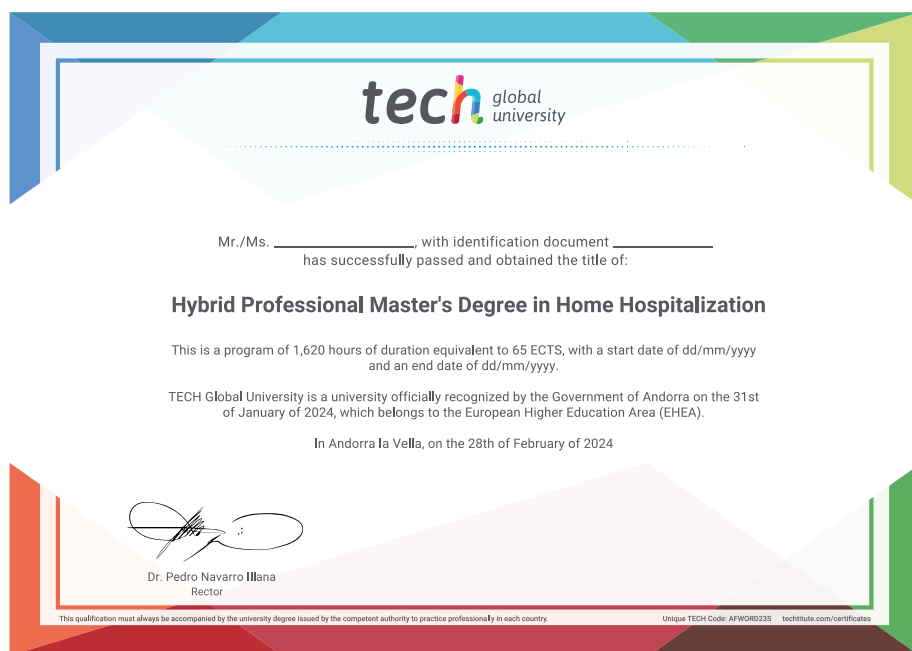 tech global
university
Mr./Ms. ____________, with identification document ____________
has successfully passed and obtained the title of:
Hybrid Professional Master's Degree in Home Hospitalization
This is a program of 1,620 hours of duration equivalent to 65 ECTS, with a start date of dd/mm/yyyy
and an end date of dd/mm/yyyy.
TECH Global University is a university officially recognized by the Government of Andorra on the 31st
of January of 2024, which belongs to the European Higher Education Area (EHEA).
In Andorra la Vella, on the 28th of February of 2024
Dr. Pedro Navarro Illana
Rector
This qualification must always be accompanied by the university degree issued by the competent authority to practice professionally in each country.
Unique TECH Code: AFWORD23S techtitute.com/certificates